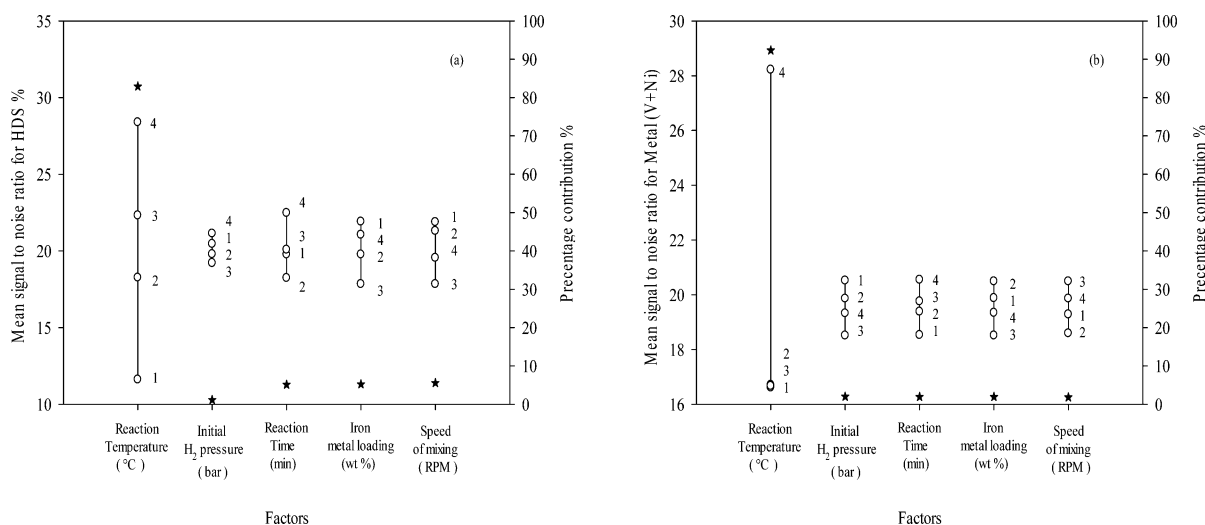 Mean signal to noise ratio for HDS %
35
30
25
20
15
10
(a)
4
3
2
1
4
1
2
3
4
3
1
2
1
4
2
3
1
2
4
3
100
90
80
70
60
50
40
30
20
10
0
Precentage contribution %
Reaction
Temperature
( °C )
Initial
H2 pressure
( bar )
Reaction
Time
(min)
Iron
metal loading
(wt %)
Speed
of mixing
( RPM )
Factors
Mean signal to noise ratio for Metal (V+Ni)
30
28
26
24
22
20
18
16
(b)
4
2
3
1
1
2
4
3
4
3
2
1
2
1
4
3
3
4
1
2
100
90
80
70
60
50
40
30
20
10
0
Precentage contribution %
Reaction
Temperature
( °C )
Initial
H2 pressure
( bar )
Reaction
Time
(min)
Iron
metal loading
(wt %)
Speed
of mixing
( RPM )
Factors